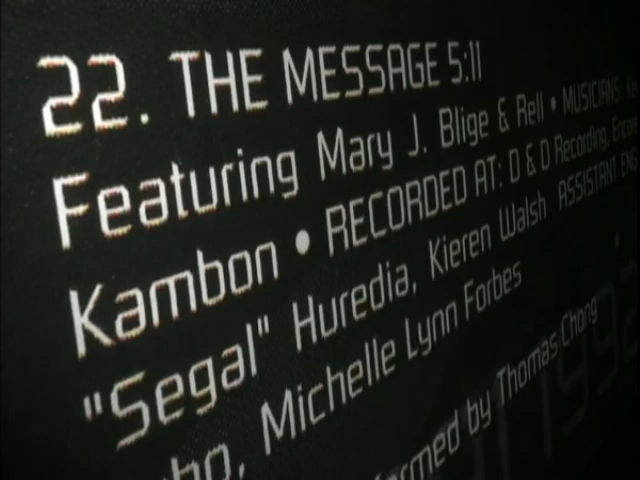 22. THE MESSAGE 5:11
Featuring Mary J. Blige & Rell • MUSICIANS
Kambon • RECORDED AT: D & D Recording,
"Segal" Huredia, Kieren Walsh ASSISTANT
Michelle Lynn Forbes
by Thomas Chong
1992